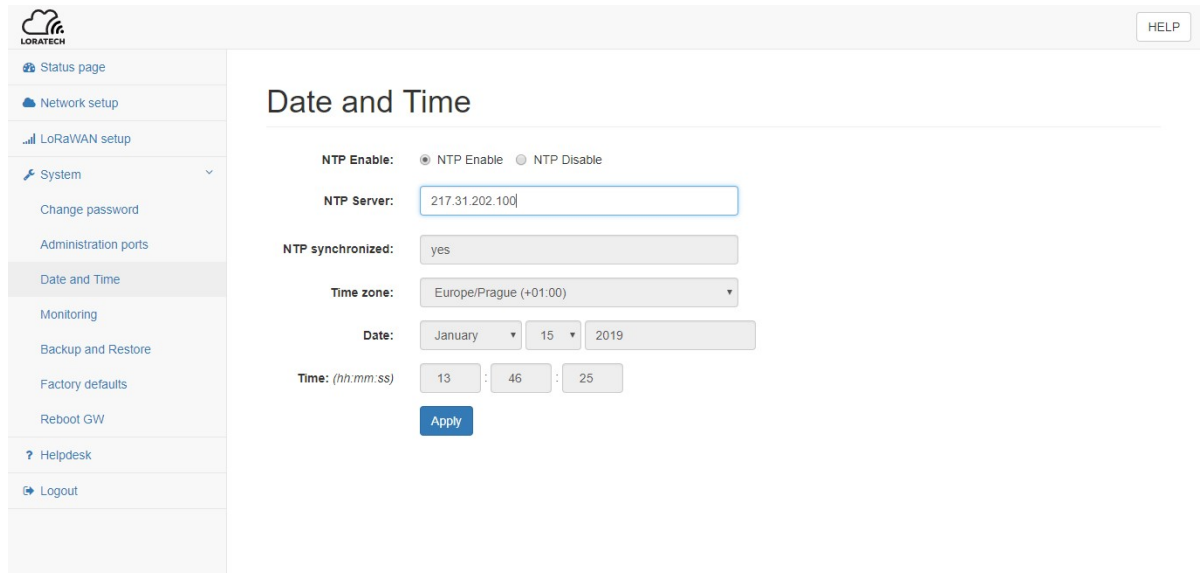 LORATECH
HELP
Status page
Network setup
LoRaWAN setup
System
Change password
Administration ports
Date and Time
Monitoring
Backup and Restore
Factory defaults
Reboot GW
? Helpdesk
Logout
Date and Time
NTP Enable: NTP Enable NTP Disable
NTP Server: 217.31.202.100
NTP synchronized: yes
Time zone: Europe/Prague (+01:00)
Date: January 15 2019
Time: (hh:mm:ss) 13 : 46 : 25
Apply